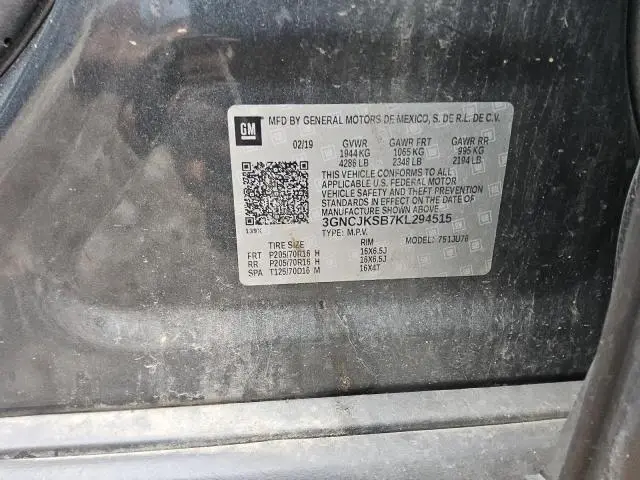 GM MFD BY GENERAL MOTORS DE MEXICO, S. DE R.L. DE C.V.
02/19 GVWR GAWR FRT GAWR RR
1944 KG 1065 KG 995 KG
4286 LB 2348 LB 2194 LB
THIS VEHICLE CONFORMS TO ALL
APPLICABLE U.S. FEDERAL MOTOR
VEHICLE SAFETY AND THEFT PREVENTION
STANDARDS IN EFFECT ON THE DATE OF
MANUFACTURE SHOWN ABOVE.
3GNCJKSB7KL294515
TYPE: M.P.V. MODEL: 751JU76
TIRE SIZE RIM
FRT P205/70R16 H 16X6.5J
RR P205/70R16 H 16X6.5J
SPA T125/70D16 M 16X4T